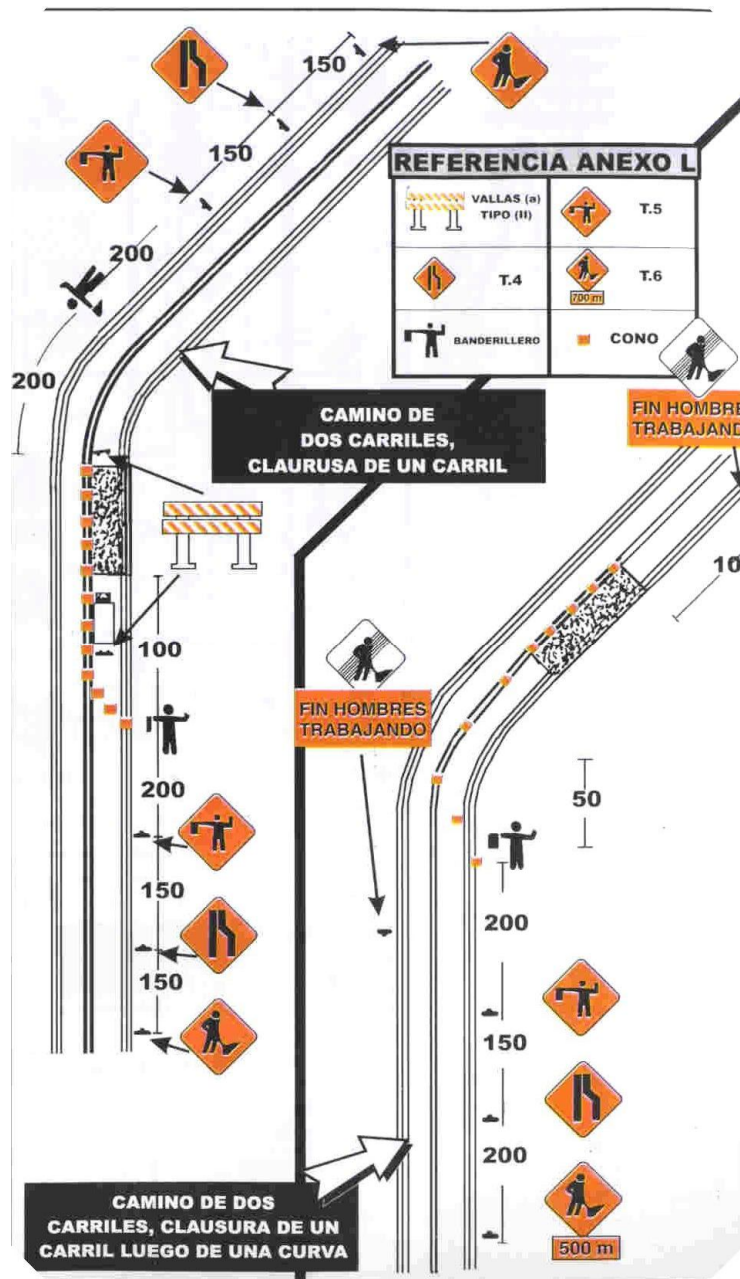 150
150
200
200
REFERENCIA ANEXO L
VALLAS (a)
TIPO (II)
T.5
T.4
T.6
700 m
BANDERILLERO
CONO
CAMINO DE
DOS CARRILES,
CLAURUSA DE UN CARRIL
FIN HOMBRES
TRABAJAND
10
100
200
150
150
FIN HOMBRES
TRABAJANDO
50
200
150
200
500 m
CAMINO DE DOS
CARRILES, CLAUSURA DE UN
CARRIL LUEGO DE UNA CURVA